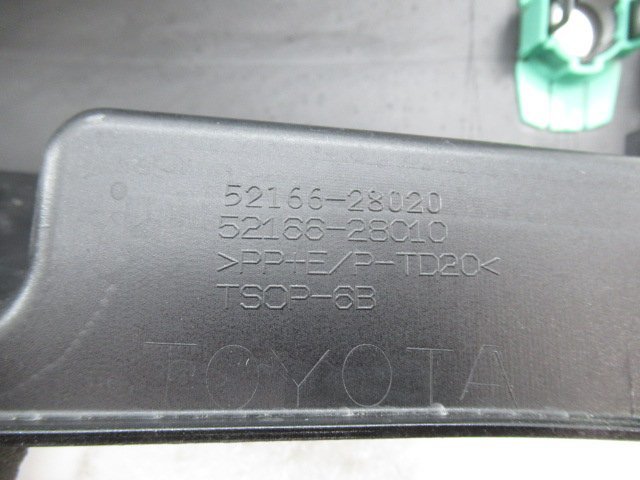 52166-28020
52166-28010
>PP+E/P-TD20<
TSOP-6B
TOYOTA